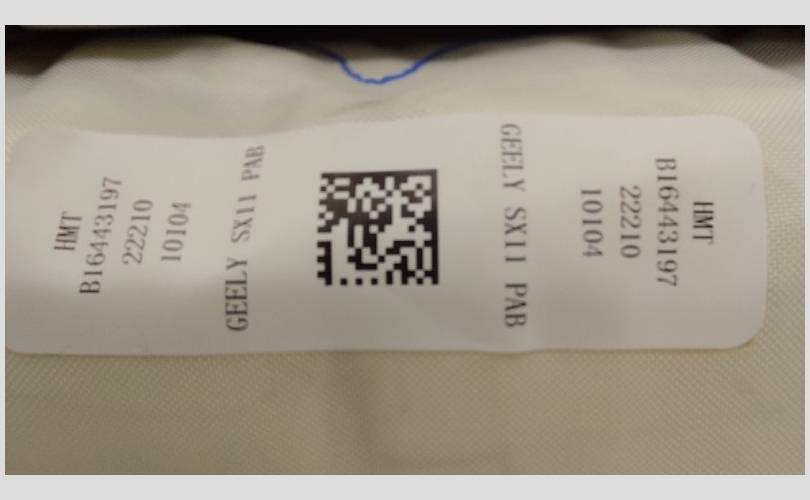 HMT
B16443197
22210
10104
GEELY SX11 PAB
GEELY SX11 PAB
HMT
B16443197
22210
10104